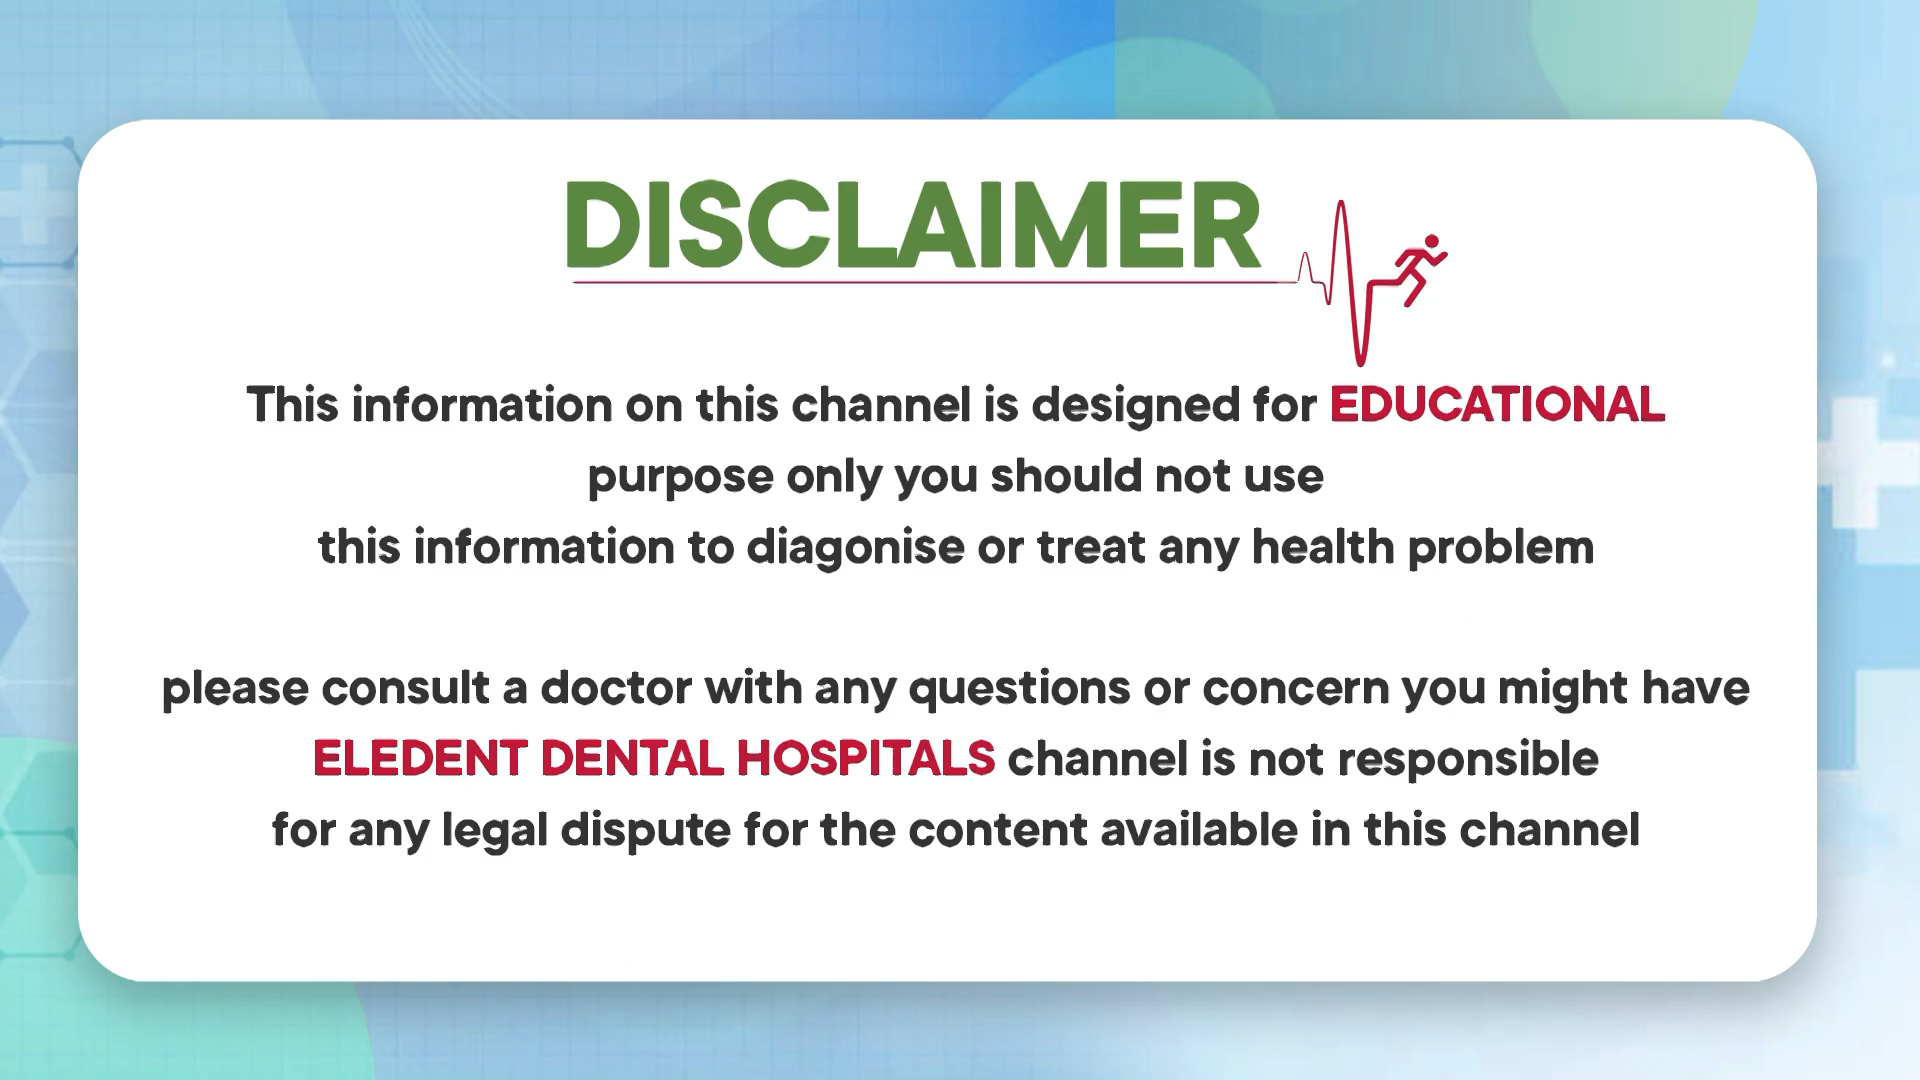 DISCLAIMER
This information on this channel is designed for EDUCATIONAL
purpose only you should not use
this information to diagonise or treat any health problem
please consult a doctor with any questions or concern you might have
ELEDENT DENTAL HOSPITALS channel is not responsible
for any legal dispute for the content available in this channel